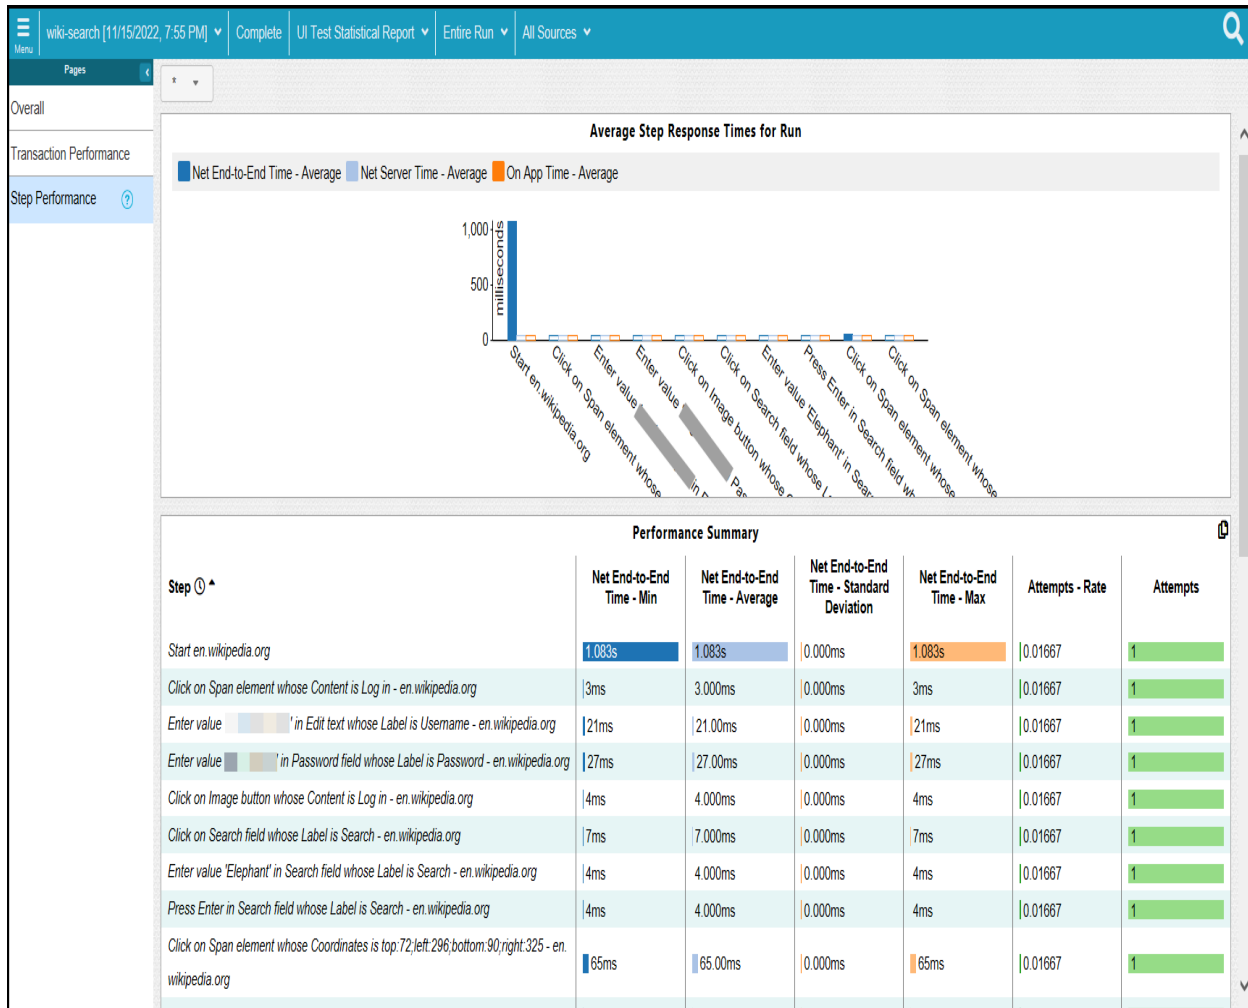 Menu
wiki-search [11/15/2022, 7:55 PM]
Complete
UI Test Statistical Report
Entire Run
All Sources
Pages
Overall
Transaction Performance
Step Performance ?
*
Average Step Response Times for Run
Net End-to-End Time - Average Net Server Time - Average On App Time - Average
milliseconds
1,000
500
0
Start en.wikipedia.org
Click on Span element whose
Enter value in
Enter value Pas
Click on Image button whose
Click on Search field whose
Enter value 'Elephant' in Sear
Press Enter in Search field wh
Click on Span element whose
Click on Span element whose
Performance Summary
Step Net End-to-End Time - Min Net End-to-End Time - Average Net End-to-End Time - Standard Deviation Net End-to-End Time - Max Attempts - Rate Attempts
Start en.wikipedia.org 1.083s 1.083s 0.000ms 1.083s 0.01667 1
Click on Span element whose Content is Log in - en.wikipedia.org 3ms 3.000ms 0.000ms 3ms 0.01667 1
Enter value ' in Edit text whose Label is Username - en.wikipedia.org 21ms 21.00ms 0.000ms 21ms 0.01667 1
Enter value ' in Password field whose Label is Password - en.wikipedia.org 27ms 27.00ms 0.000ms 27ms 0.01667 1
Click on Image button whose Content is Log in - en.wikipedia.org 4ms 4.000ms 0.000ms 4ms 0.01667 1
Click on Search field whose Label is Search - en.wikipedia.org 7ms 7.000ms 0.000ms 7ms 0.01667 1
Enter value 'Elephant' in Search field whose Label is Search - en.wikipedia.org 4ms 4.000ms 0.000ms 4ms 0.01667 1
Press Enter in Search field whose Label is Search - en.wikipedia.org 4ms 4.000ms 0.000ms 4ms 0.01667 1
Click on Span element whose Coordinates is top:72;left:296;bottom:90;right:325 - en.
wikipedia.org 65ms 65.00ms 0.000ms 65ms 0.01667 1